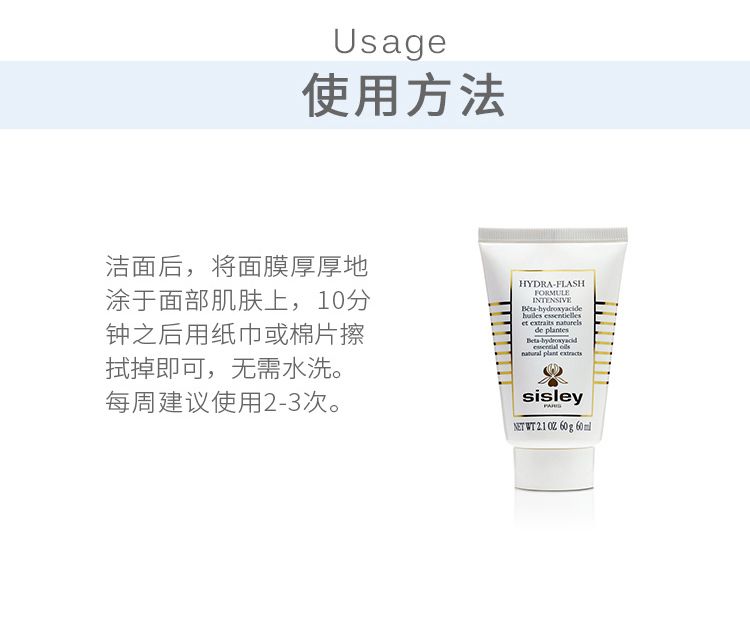 Usage
使用方法
洁面后，将面膜厚厚地
涂于面部肌肤上，10分
钟之后用纸巾或棉片擦
拭掉即可，无需水洗。
每周建议使用2-3次。
HYDRA-FLASH
FORMULE
INTENSIVE
Bêta-hydroxyacide
huiles essentielles
et extraits naturels
de plantes
Beta-hydroxyacid
essential oils
natural plant extracts
sisley
PARIS
NET WT 2.1 OZ 60 g 60 ml